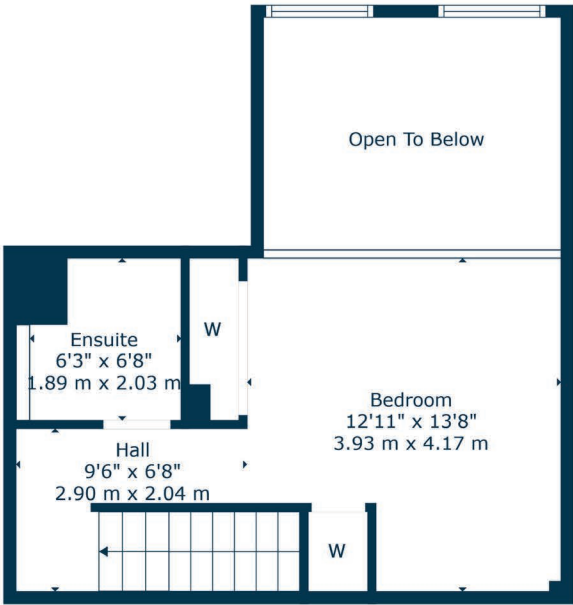 Open To Below
Ensuite
6'3" x 6'8"
1.89 m x 2.03 m
W
Bedroom
12'11" x 13'8"
3.93 m x 4.17 m
Hall
9'6" x 6'8"
2.90 m x 2.04 m
W